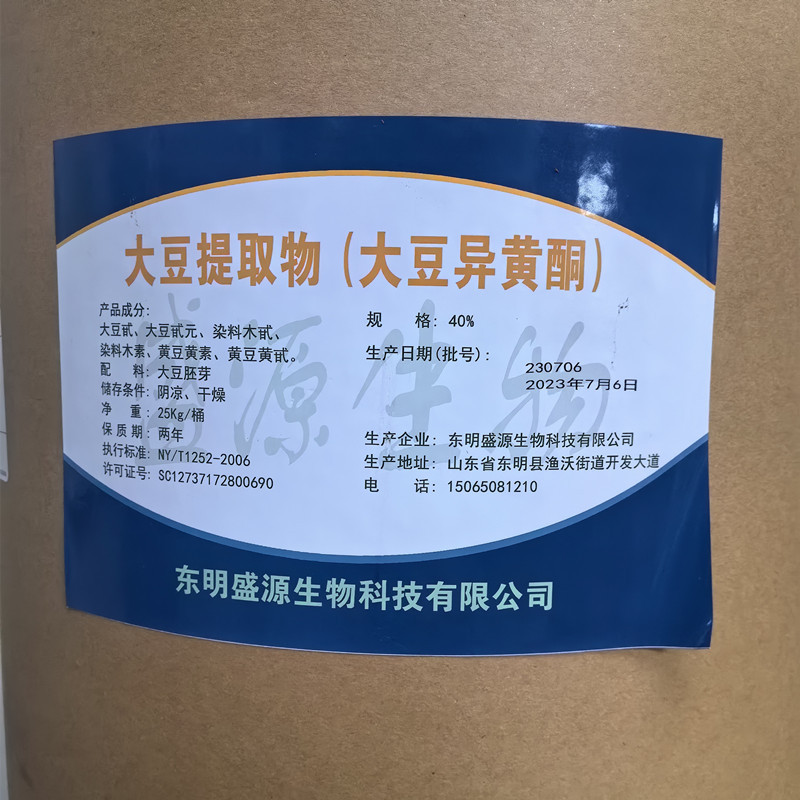 大豆提取物（大豆异黄酮）
产品成分:
大豆甙、大豆甙元、染料木甙、
染料木素、黄豆黄素、黄豆黄甙。
配 料: 大豆胚芽
储存条件: 阴凉、干燥
净 重: 25Kg/桶
保 质 期: 两年
执行标准: NY/T1252-2006
许可证号: SC12737172800690
规 格: 40%
生产日期(批号):
230706
2023年7月6日
生产企业: 东明盛源生物科技有限公司
生产地址: 山东省东明县渔沃街道开发大道
电 话: 15065081210
盛源生物
东明盛源生物科技有限公司